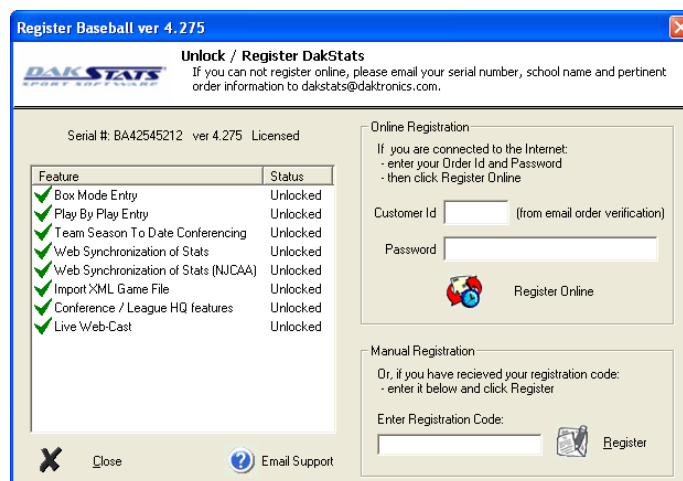 Register Baseball ver 4.275
DAKSTATS
SPORT SOFTWARE
Unlock / Register DakStats
If you can not register online, please email your serial number, school name and pertinent
order information to dakstats@daktronics.com.
Serial #: BA42545212 ver 4.275 Licensed
Feature Status
Box Mode Entry Unlocked
Play By Play Entry Unlocked
Team Season To Date Conferencing Unlocked
Web Synchronization of Stats Unlocked
Web Synchronization of Stats (NJCAA) Unlocked
Import XML Game File Unlocked
Conference / League HQ features Unlocked
Live Web-Cast Unlocked
Close
Email Support
Online Registration
If you are connected to the Internet:
- enter your Order Id and Password
- then click Register Online
Customer Id (from email order verification)
Password
Register Online
Manual Registration
Or, if you have recieved your registration code:
- enter it below and click Register
Enter Registration Code:
Register